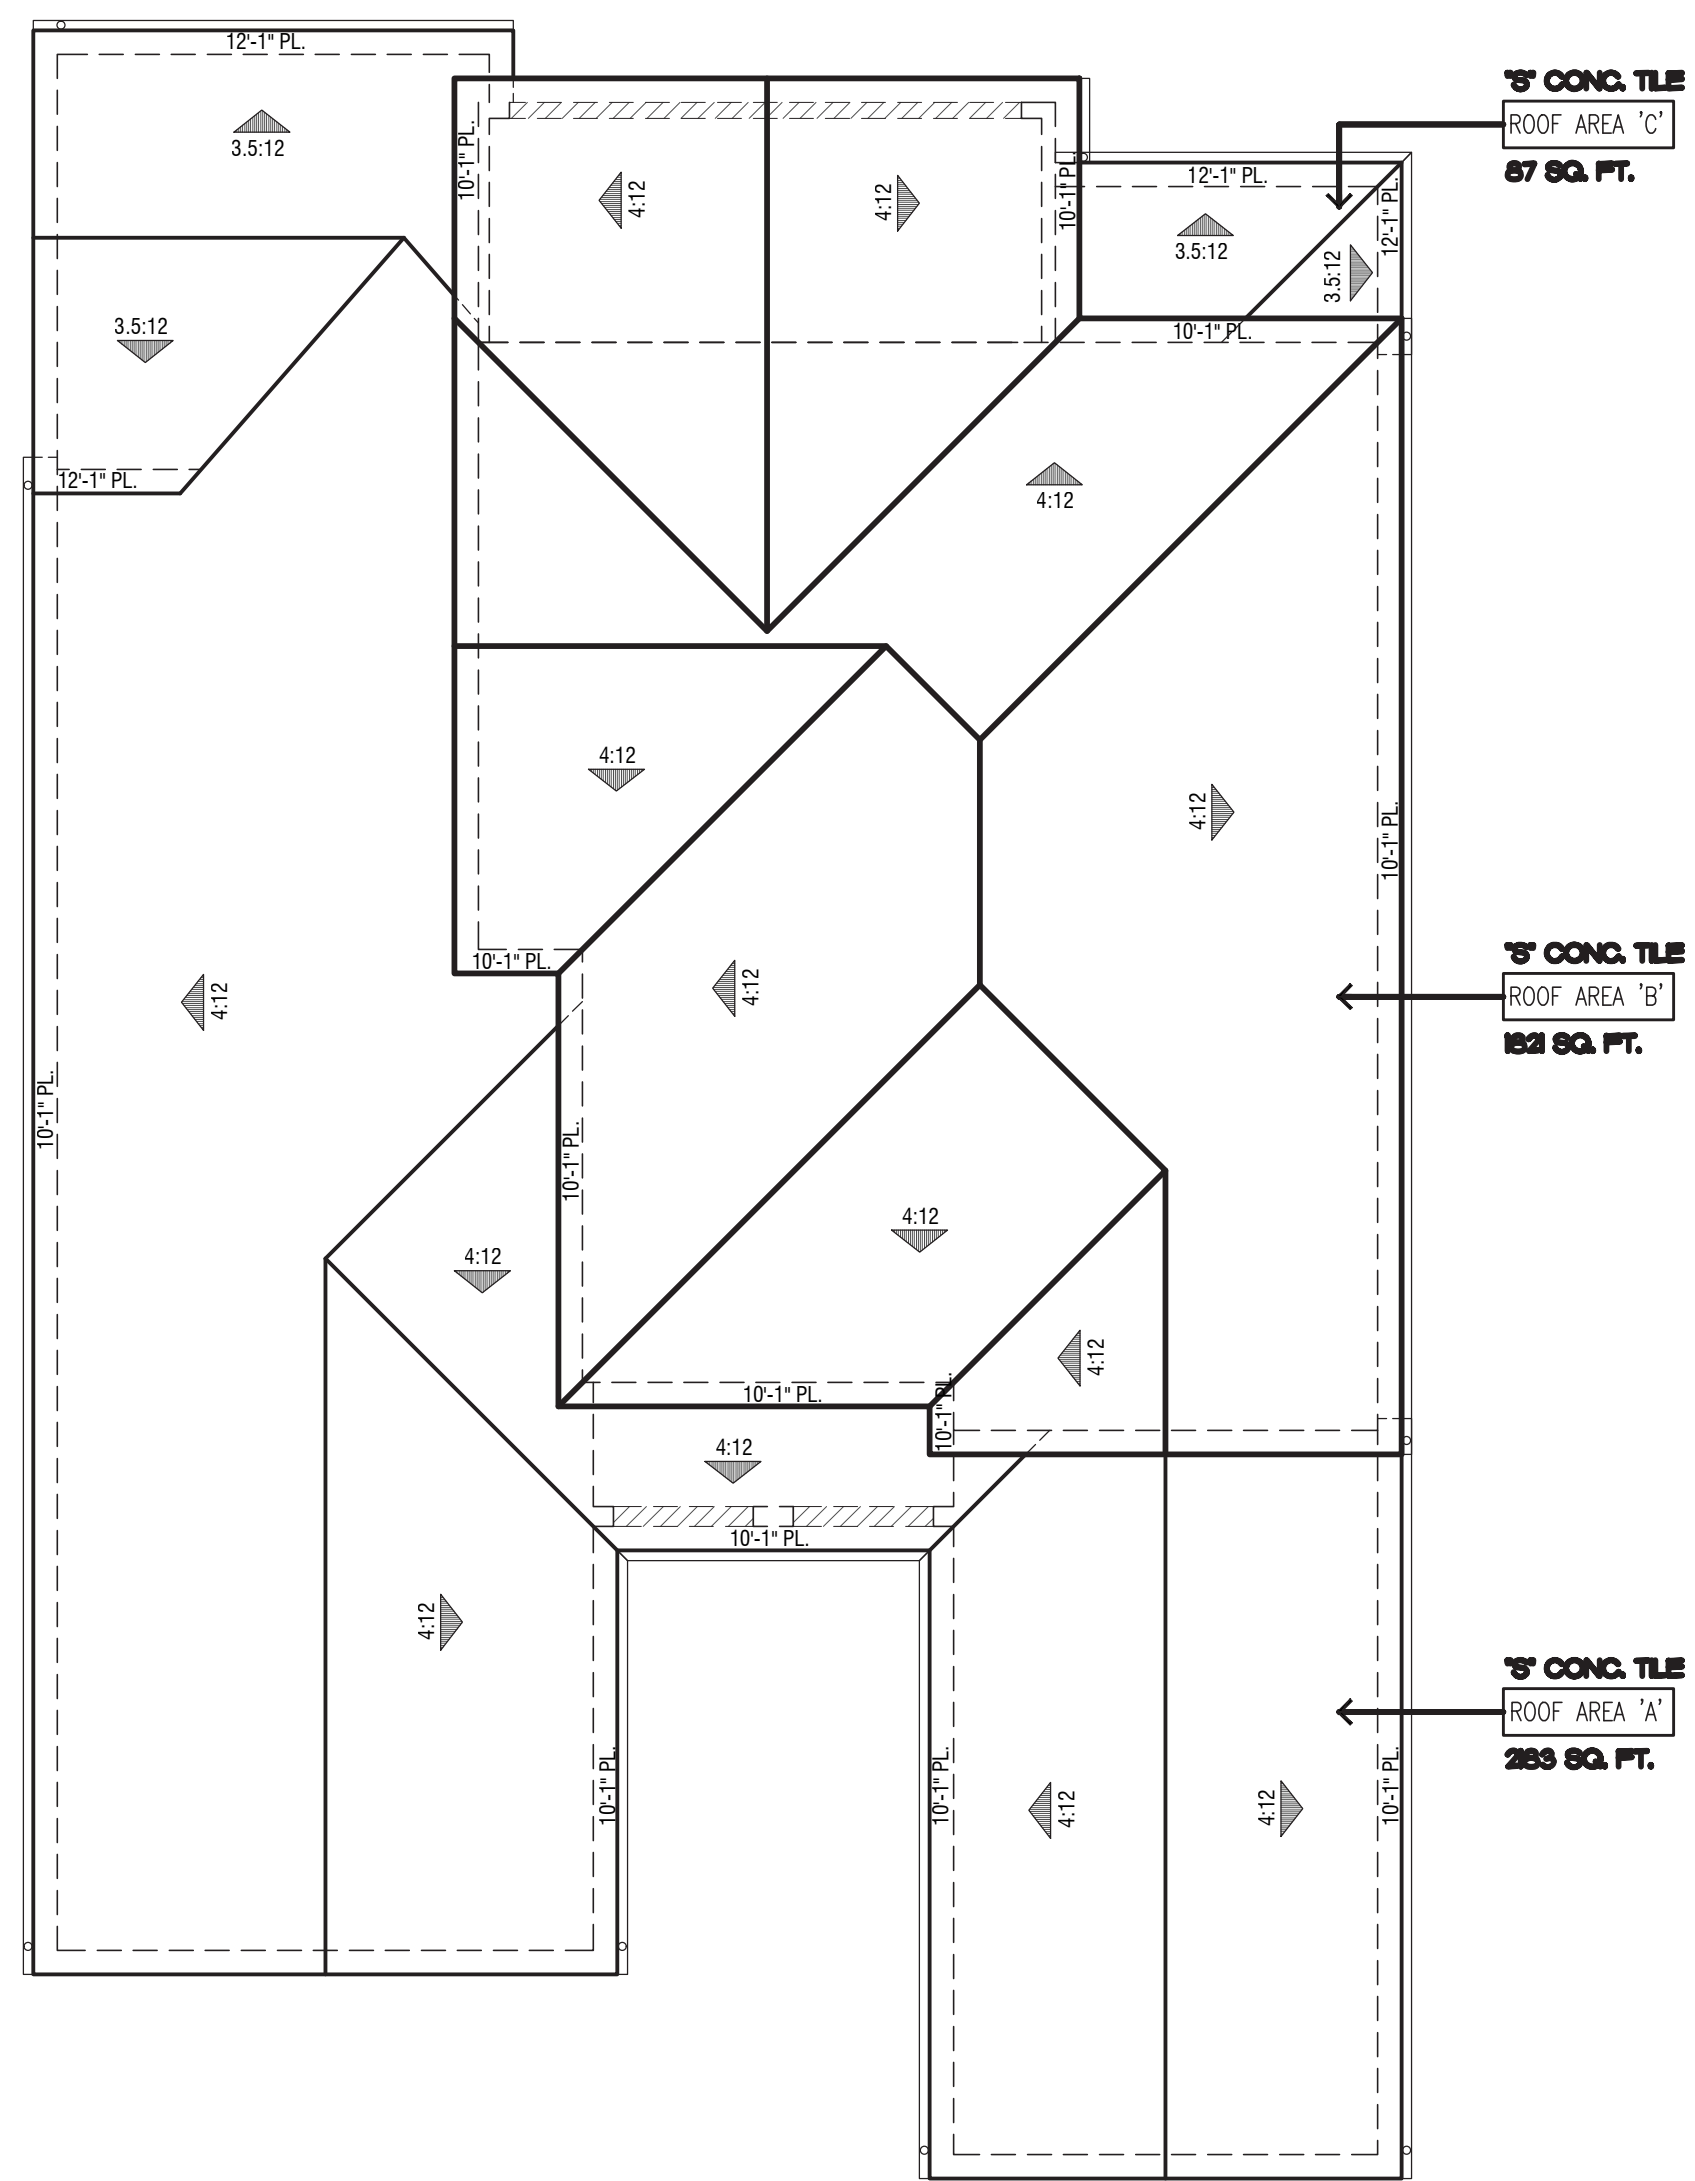 12'-1" PL.
"S" CONC. TILE
ROOF AREA 'C'
87 SQ. FT.
3.5:12
10'-1" PL.
4:12
4:12
10'-1" PL.
12'-1" PL.
12'-1" PL.
3.5:12
3.5:12
3.5:12
10'-1" PL.
12'-1" PL.
4:12
4:12
4:12
10'-1" PL.
"S" CONC. TILE
ROOF AREA 'B'
1821 SQ. FT.
10'-1" PL.
4:12
4:12
10'-1" PL.
10'-1" PL.
4:12
4:12
4:12
10'-1" PL.
10'-1" PL.
4:12
10'-1" PL.
4:12
"S" CONC. TILE
ROOF AREA 'A'
2183 SQ. FT.
10'-1" PL.
10'-1" PL.
4:12
4:12
10'-1" PL.